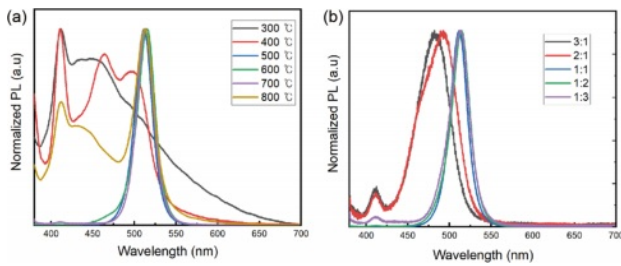 (a)
Normalized PL (a.u)
300 ℃
400 ℃
500 ℃
600 ℃
700 ℃
800 ℃
400 450 500 550 600 650 700
Wavelength (nm)
(b)
Normalized PL (a.u)
3:1
2:1
1:1
1:2
1:3
400 450 500 550 600 650 700
Wavelength (nm)